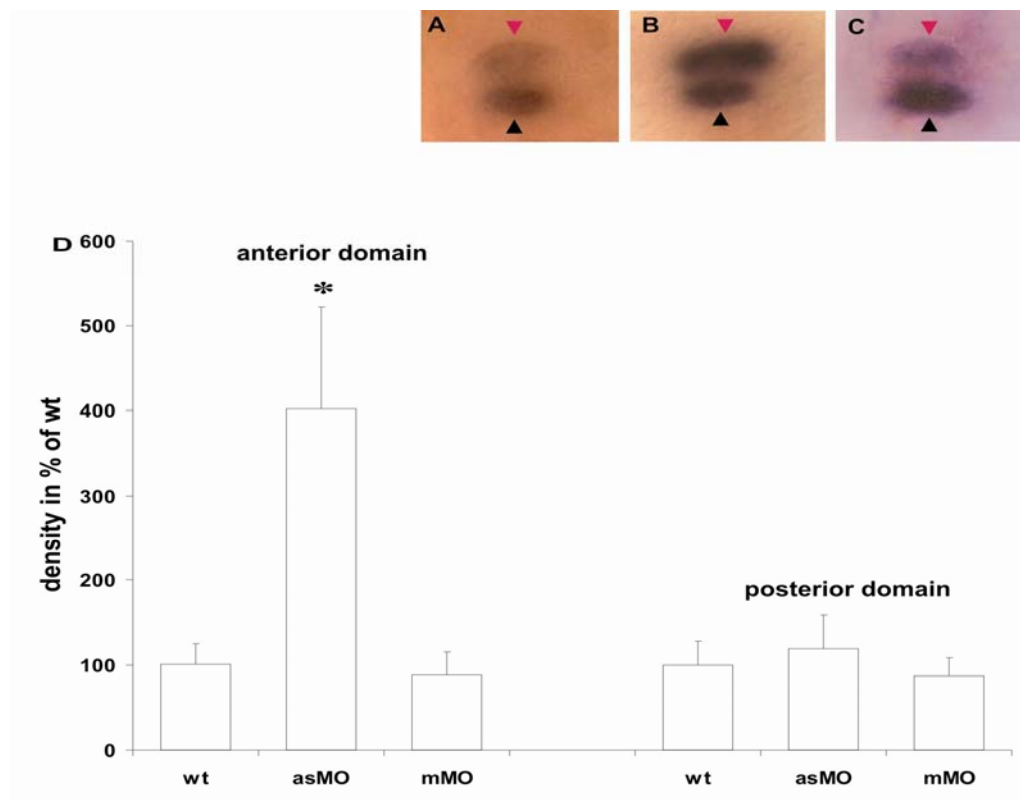 A B C
D
600
anterior domain
*
500
400
300
200
100
0
density in % of wt
posterior domain
wt asMO mMO wt asMO mMO